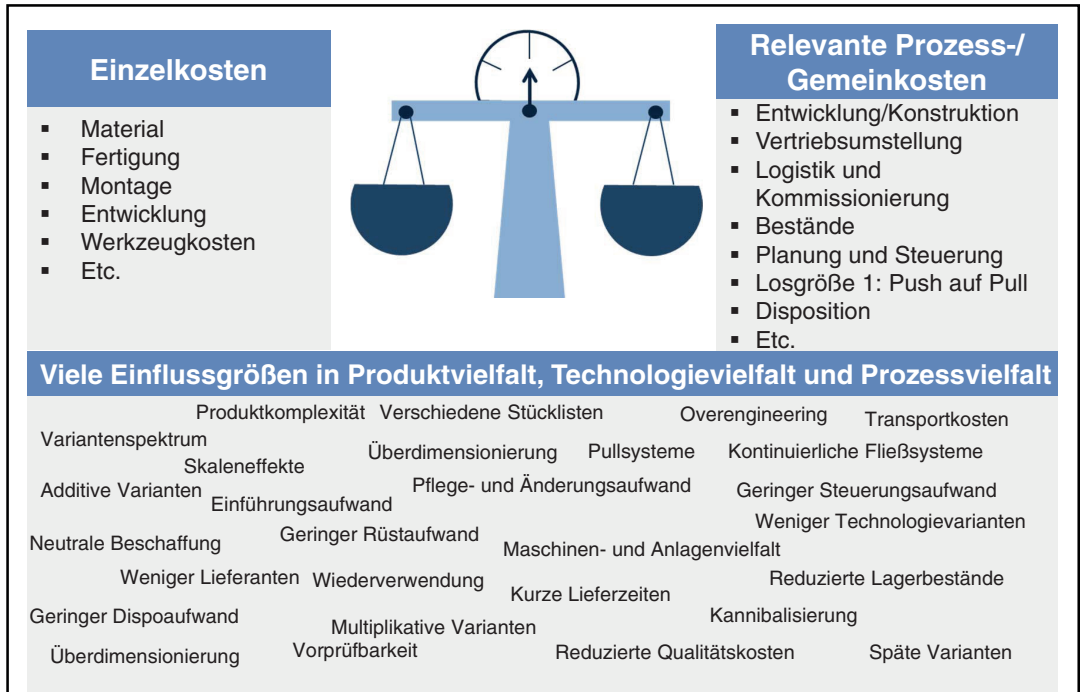 Einzelkosten
▪ Material
▪ Fertigung
▪ Montage
▪ Entwicklung
▪ Werkzeugkosten
▪ Etc.
Relevante Prozess-/
Gemeinkosten
▪ Entwicklung/Konstruktion
▪ Vertriebsumstellung
▪ Logistik und
Kommissionierung
▪ Bestände
▪ Planung und Steuerung
▪ Losgröße 1: Push auf Pull
▪ Disposition
▪ Etc.
Viele Einflussgrößen in Produktvielfalt, Technologievielfalt und Prozessvielfalt
Produktkomplexität Verschiedene Stücklisten Overengineering Transportkosten
Variantenspektrum Überdimensionierung Pullsysteme Kontinuierliche Fließsysteme
Skaleneffekte
Additive Varianten Pflege- und Änderungsaufwand Geringer Steuerungsaufwand
Einführungsaufwand
Weniger Technologievarianten
Neutrale Beschaffung Geringer Rüstaufwand Maschinen- und Anlagenvielfalt
Weniger Lieferanten Wiederverwendung Kurze Lieferzeiten Reduzierte Lagerbestände
Geringer Dispoaufwand Multiplikative Varianten Kannibalisierung
Überdimensionierung Vorprüfbarkeit Reduzierte Qualitätskosten Späte Varianten